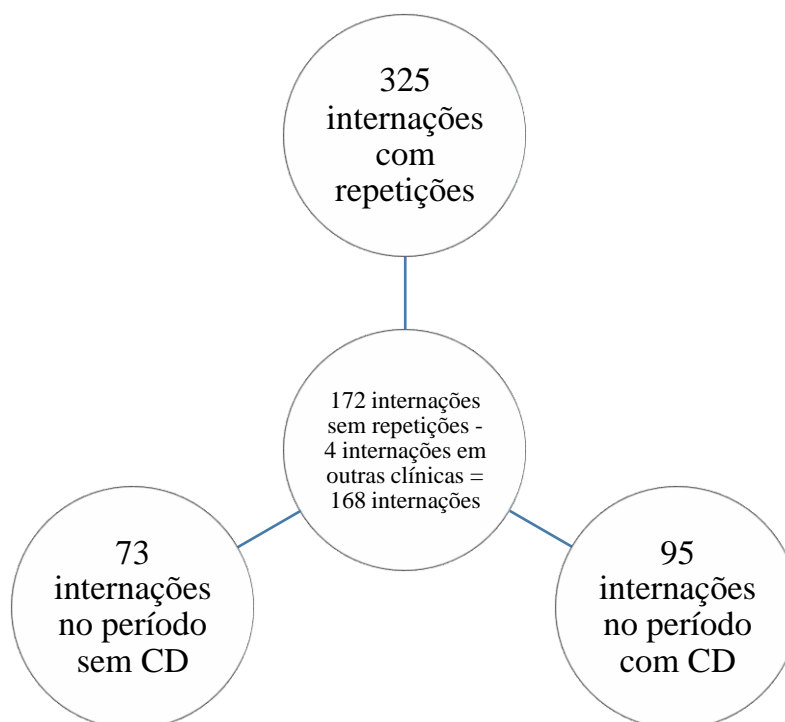 325
internações
com
repetições
172 internações
sem repetições -
4 internações em
outras clínicas =
168 internações
73
internações
no período
sem CD
95
internações
no período
com CD